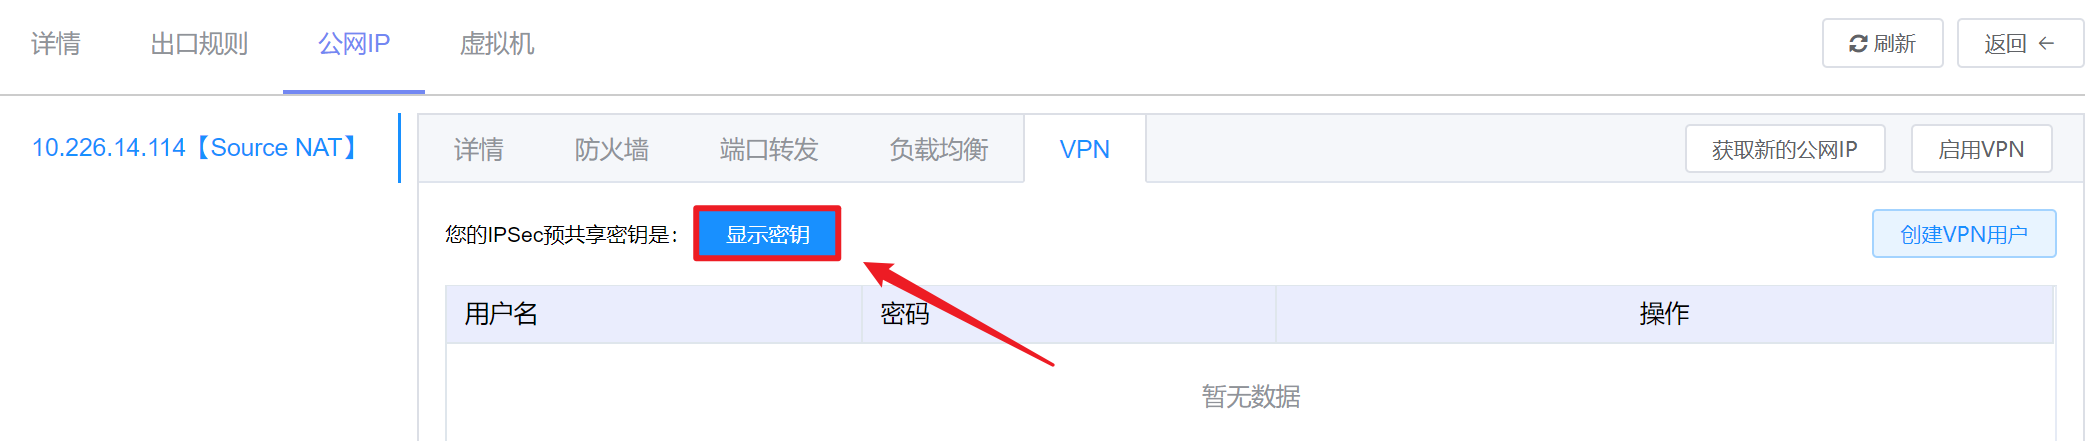 详情 出口规则 公网IP 虚拟机 刷新 返回 ←
10.226.14.114【Source NAT】 详情 防火墙 端口转发 负载均衡 VPN 获取新的公网IP 启用VPN
您的IPSec预共享密钥是： 显示密钥 创建VPN用户
用户名 密码 操作
暂无数据